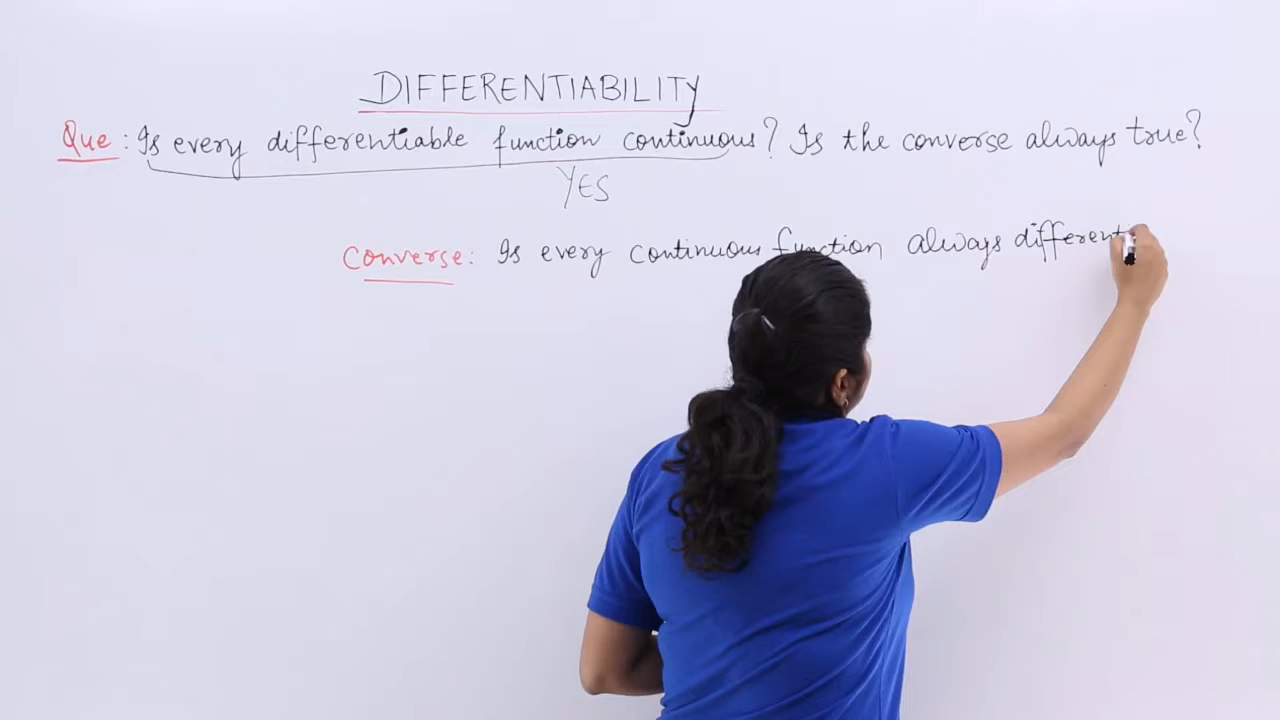 DIFFERENTIABILITY
Que : Is every differentiable function continuous? Is the converse always true?
YES
Converse : Is every continuous function always different